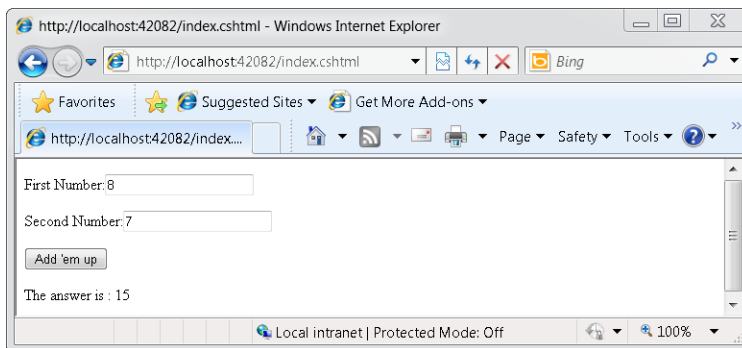 http://localhost:42082/index.cshtml - Windows Internet Explorer
http://localhost:42082/index.cshtml Bing
Favorites Suggested Sites Get More Add-ons
http://localhost:42082/index.... Page Safety Tools
First Number: 8
Second Number: 7
Add 'em up
The answer is : 15
Local intranet | Protected Mode: Off 100%